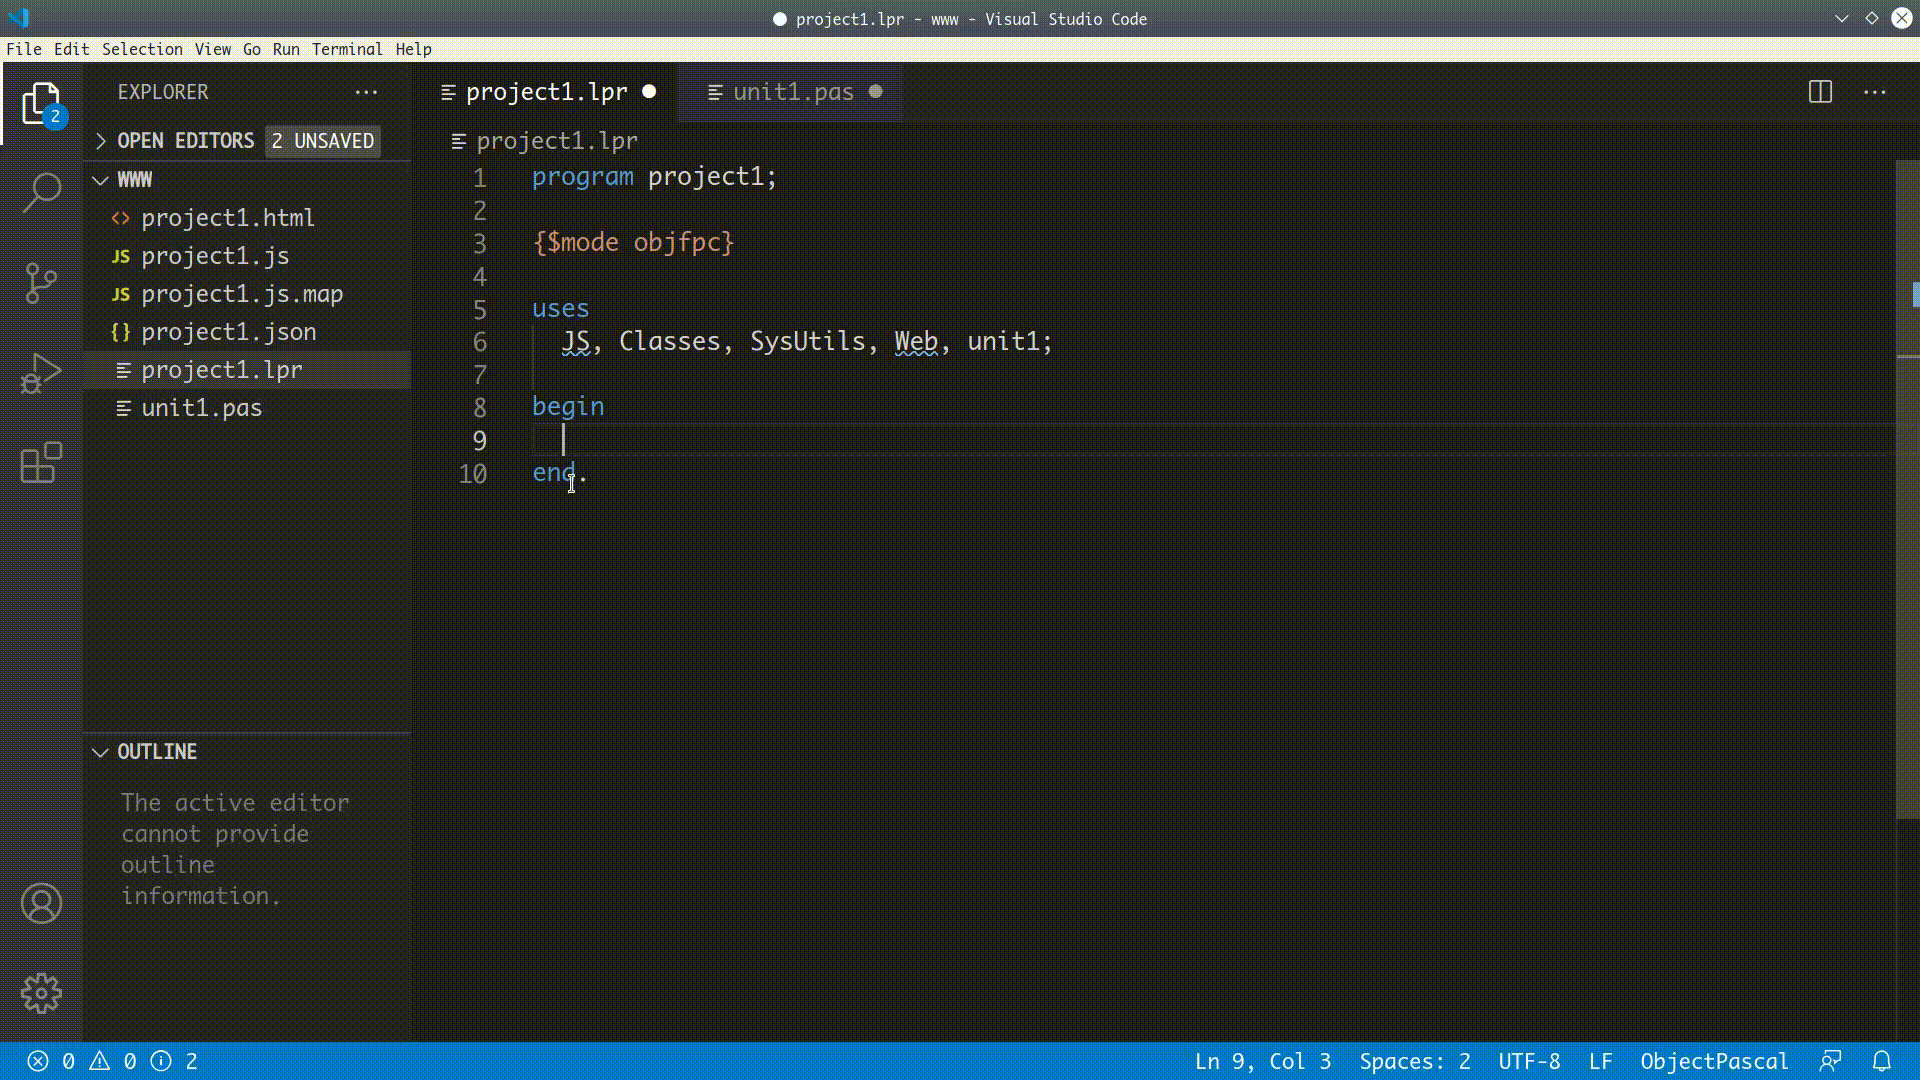 project1.lpr - www - Visual Studio Code
File Edit Selection View Go Run Terminal Help
EXPLORER
OPEN EDITORS 2 UNSAVED
WWW
project1.html
JS project1.js
JS project1.js.map
{} project1.json
project1.lpr
unit1.pas
OUTLINE
The active editor
cannot provide
outline
information.
2
project1.lpr
unit1.pas
project1.lpr
1 program project1;
2
3 {$mode objfpc}
4
5 uses
6 JS, Classes, SysUtils, Web, unit1;
7
8 begin
9
10 end.
0 0 2
Ln 9, Col 3 Spaces: 2 UTF-8 LF ObjectPascal